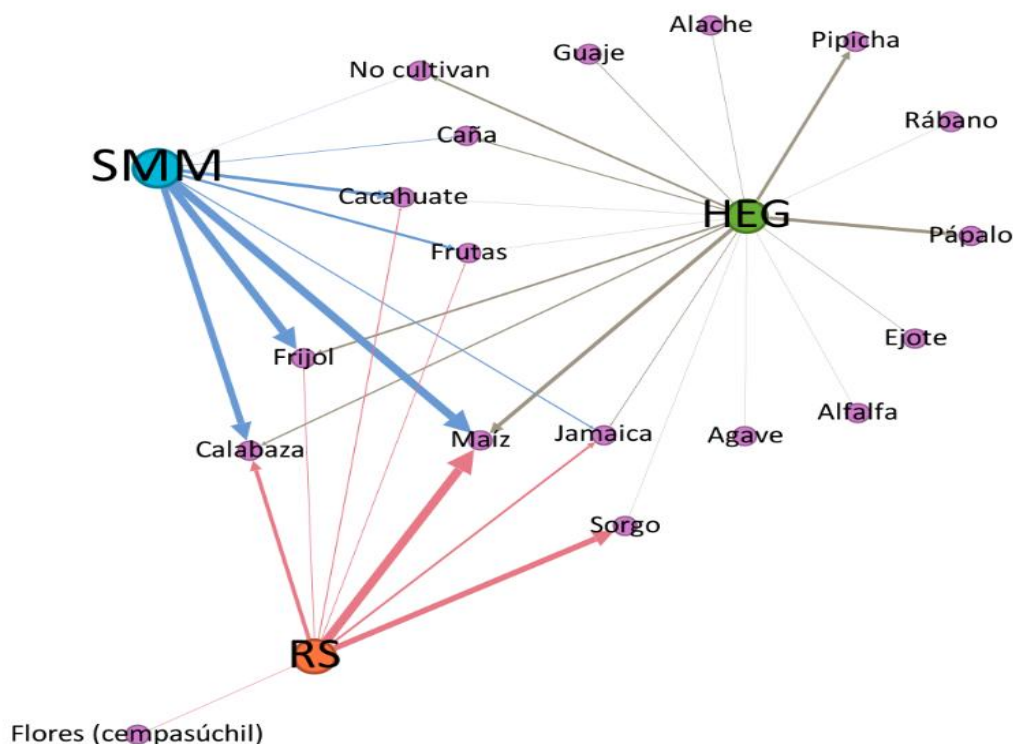 Alache
Guaje
Pipicha
No cultivan
Rábano
Caña
SMM
Cacahuate
HEG
Pápalo
Frutas
Ejote
Frijol
Alfalfa
Calabaza
Maíz
Jamaica
Agave
Sorgo
RS
Flores (cempasúchil)